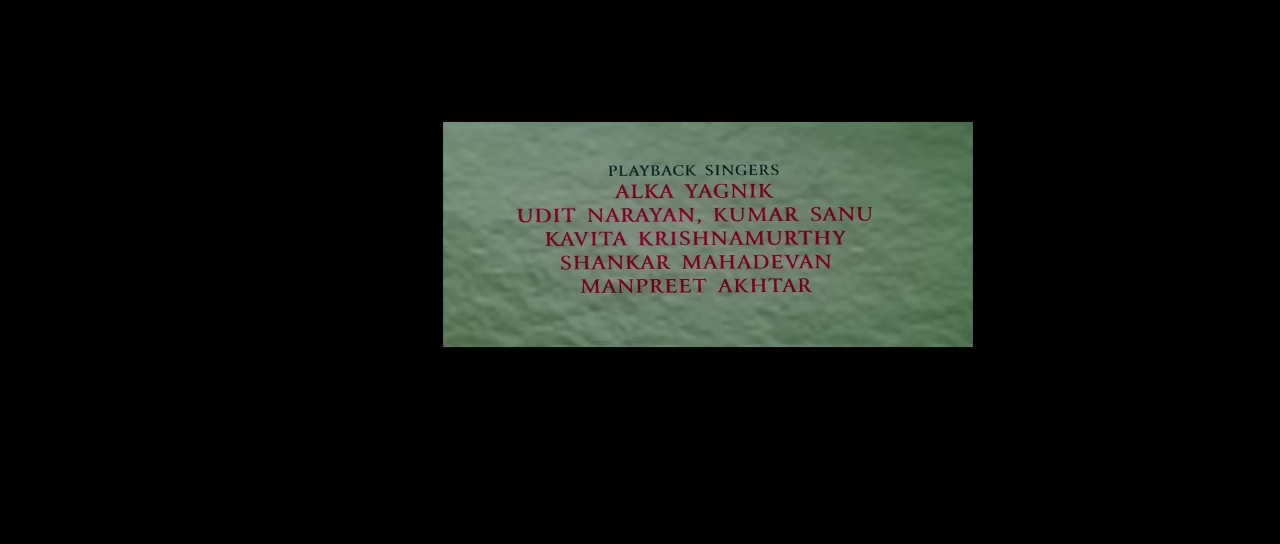 PLAYBACK SINGERS
ALKA YAGNIK
UDIT NARAYAN, KUMAR SANU
KAVITA KRISHNAMURTHY
SHANKAR MAHADEVAN
MANPREET AKHTAR